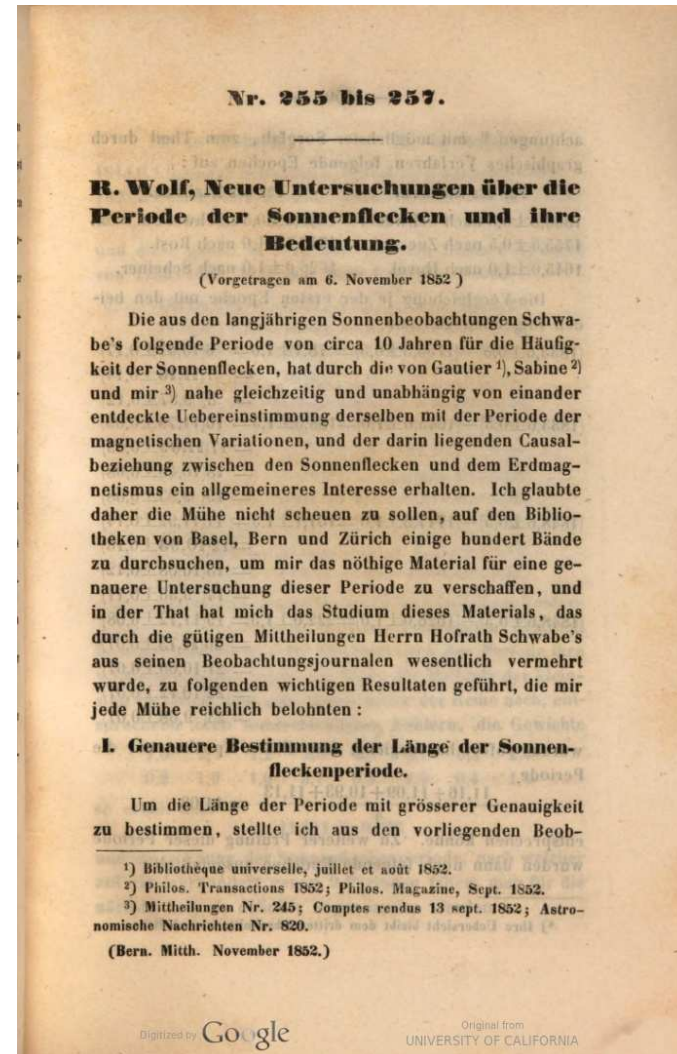 Nr. 255 bis 257.
R. Wolf, Neue Untersuchungen über die
Periode der Sonnenflecken und ihre
Bedeutung.
(Vorgetragen am 6. November 1852)
Die aus den langjährigen Sonnenbeobachtungen Schwa-
be's folgende Periode von circa 10 Jahren für die Häufig-
keit der Sonnenflecken, hat durch die von Gautier ¹), Sabine ²)
und mir ³) nahe gleichzeitig und unabhängig von einander
entdeckte Uebereinstimmung derselben mit der Periode der
magnetischen Variationen, und der darin liegenden Causal-
beziehung zwischen den Sonnenflecken und dem Erdmag-
netismus ein allgemeineres Interesse erhalten. Ich glaubte
daher die Mühe nicht scheuen zu sollen, auf den Biblio-
theken von Basel, Bern und Zürich einige hundert Bände
zu durchsuchen, um mir das nöthige Material für eine ge-
nauere Untersuchung dieser Periode zu verschaffen, und
in der That hat mich das Studium dieses Materials, das
durch die gütigen Mittheilungen Herrn Hofrath Schwabe's
aus seinen Beobachtungsjournalen wesentlich vermehrt
wurde, zu folgenden wichtigen Resultaten geführt, die mir
jede Mühe reichlich belohnten :
I. Genauere Bestimmung der Länge der Sonnen-
fleckenperiode.
Um die Länge der Periode mit grösserer Genauigkeit
zu bestimmen, stellte ich aus den vorliegenden Beob-
¹) Bibliothèque universelle, juillet et août 1852.
²) Philos. Transactions 1852; Philos. Magazine, Sept. 1852.
³) Mittheilungen Nr. 245; Comptes rendus 13 sept. 1852; Astro-
nomische Nachrichten Nr. 820.
(Bern. Mitth. November 1852.)
Digitized by Google
Original from
UNIVERSITY OF CALIFORNIA